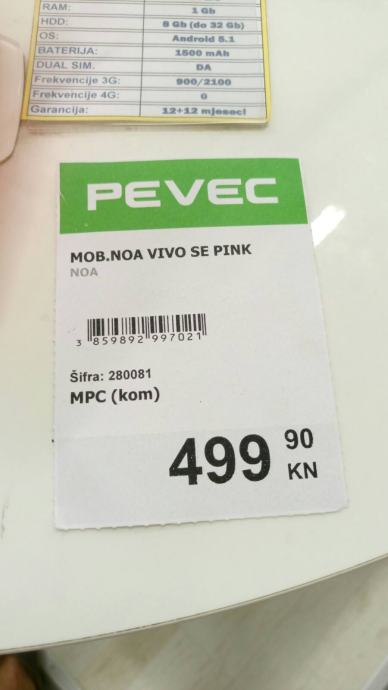 RAM: 1 Gb
HDD: 8 Gb (do 32 Gb)
OS: Android 5.1
BATERIJA: 1500 mAh
DUAL SIM. DA
Frekvencije 3G: 900/2100
Frekvencije 4G: 0
Garancija: 12+12 mjeseci
PEVEC
MOB.NOA VIVO SE PINK
NOA
3 859892 997021
Šifra: 280081
MPC (kom)
499 90 KN